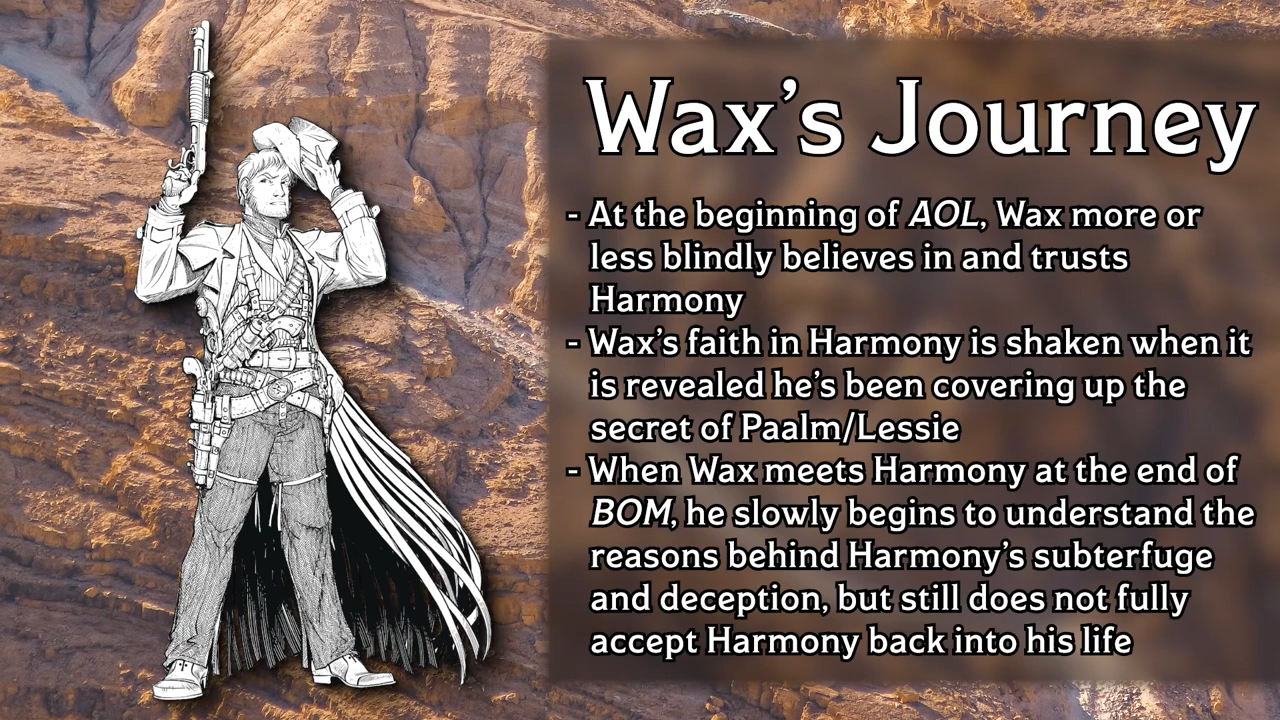 Wax's Journey
- At the beginning of AOL, Wax more or
less blindly believes in and trusts
Harmony
- Wax's faith in Harmony is shaken when it
is revealed he's been covering up the
secret of Paalm/Lessie
- When Wax meets Harmony at the end of
BOM, he slowly begins to understand the
reasons behind Harmony's subterfuge
and deception, but still does not fully
accept Harmony back into his life